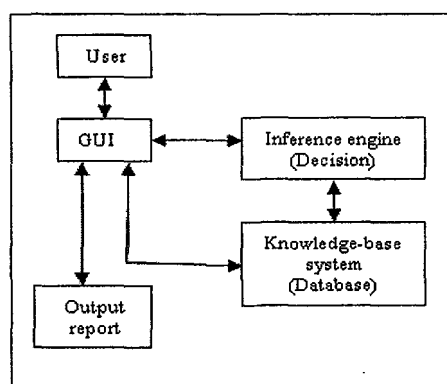 User
GUI
Inference engine
(Decision)
Knowledge-base
system
(Database)
Output
report